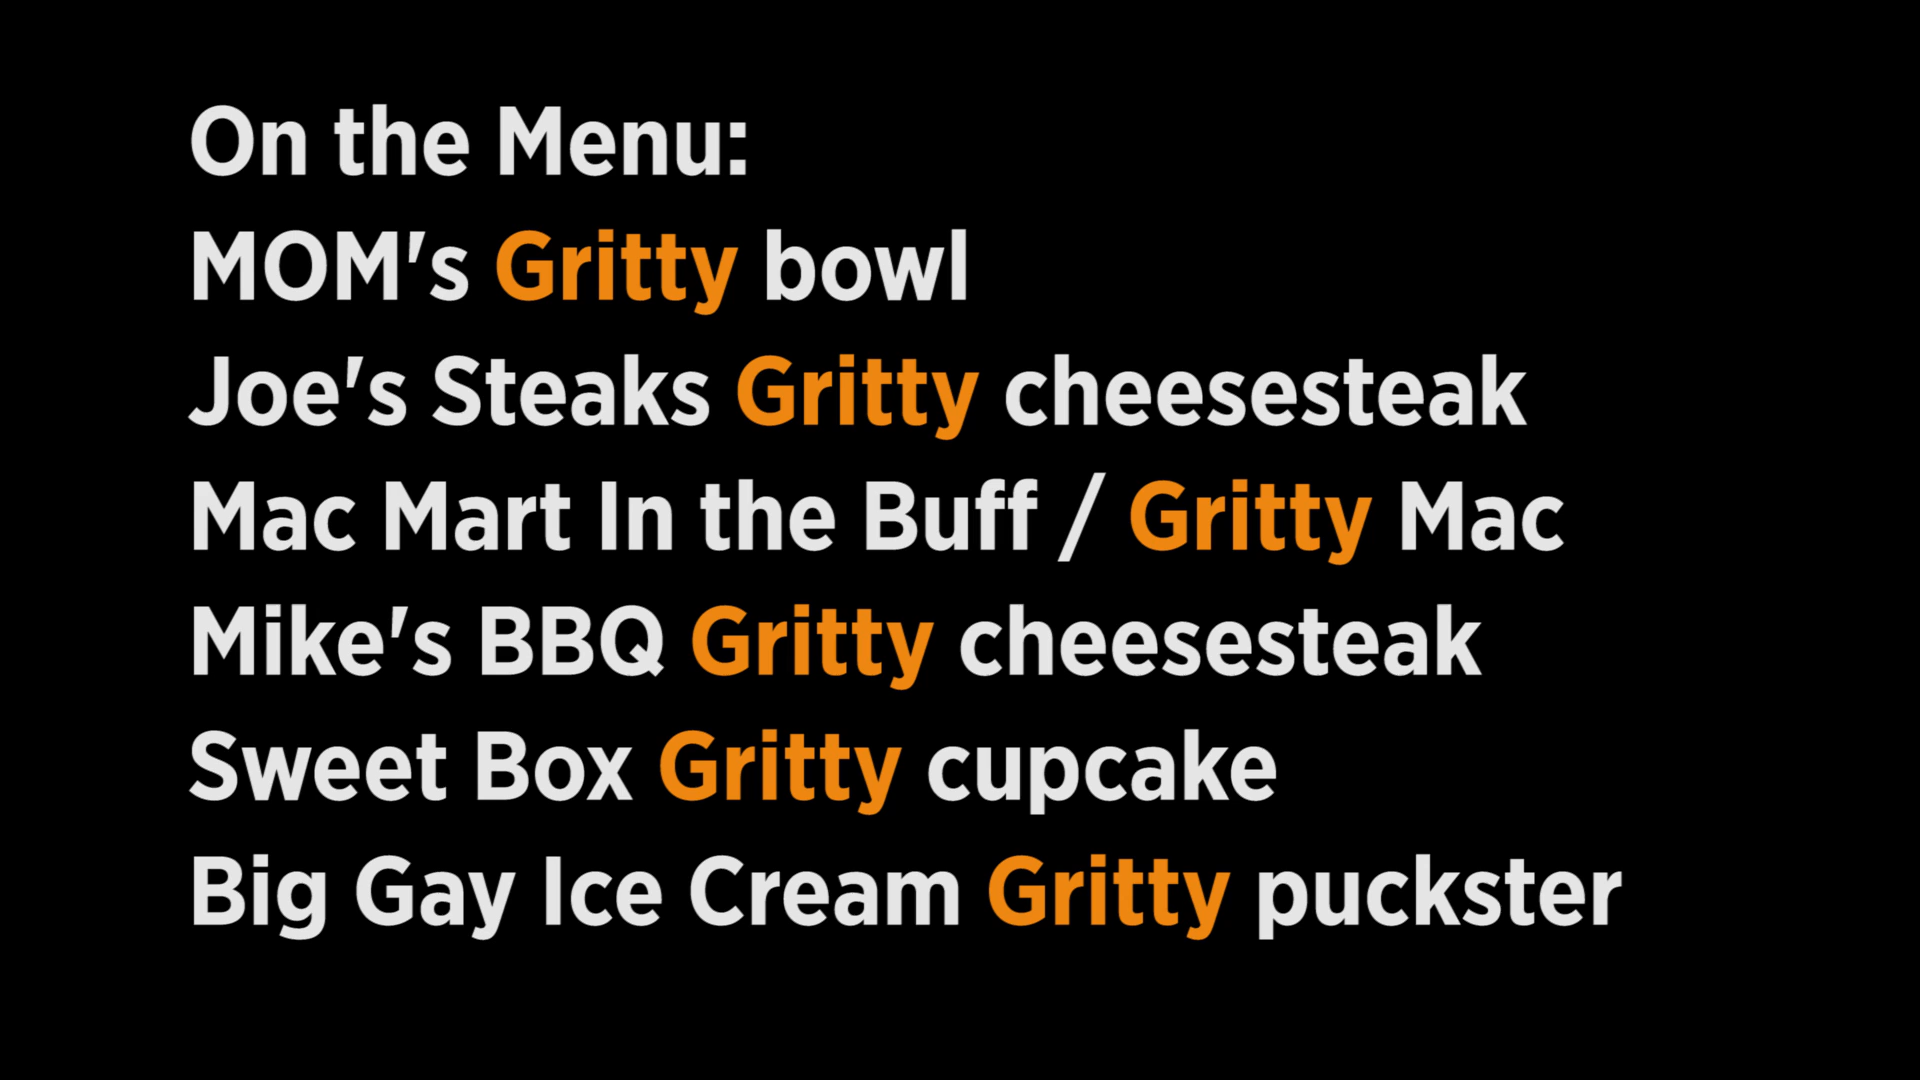 On the Menu:
MOM's Gritty bowl
Joe's Steaks Gritty cheesesteak
Mac Mart In the Buff / Gritty Mac
Mike's BBQ Gritty cheesesteak
Sweet Box Gritty cupcake
Big Gay Ice Cream Gritty puckster